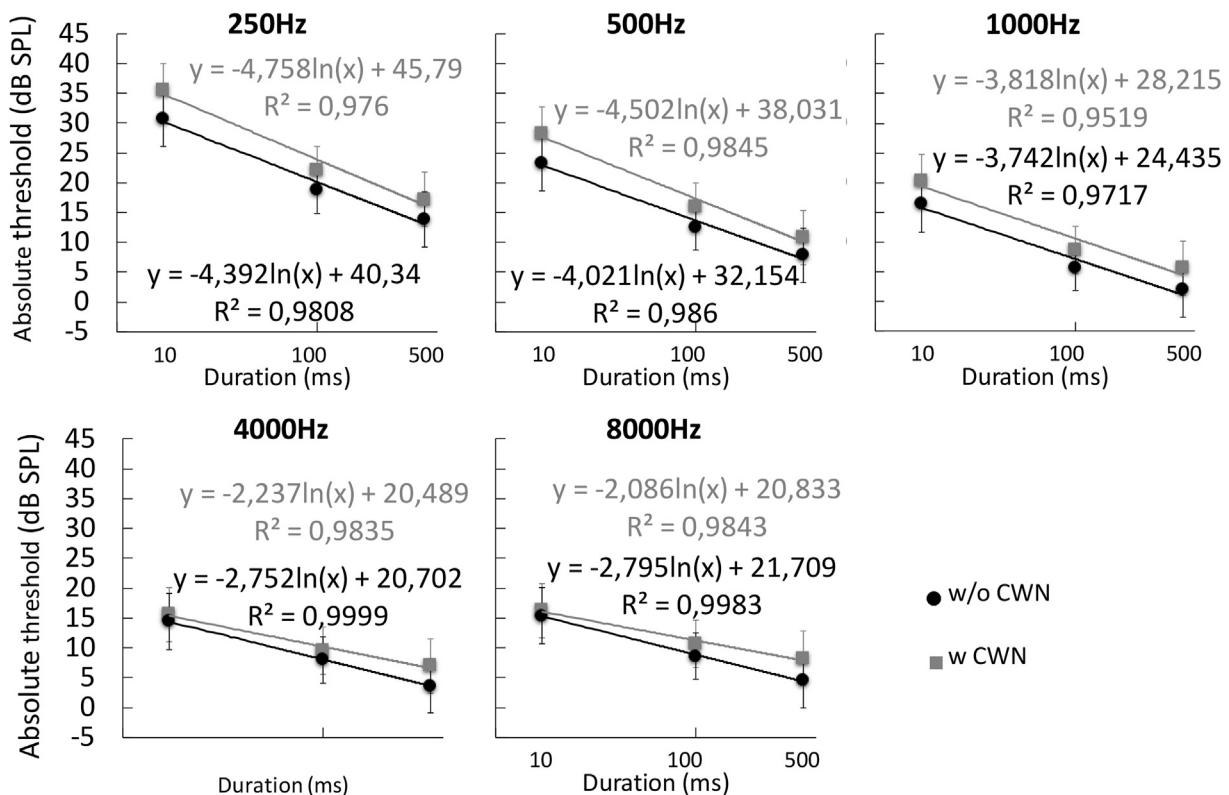 250Hz
500Hz
1000Hz
Absolute threshold (dB SPL)
45
40
35
30
25
20
15
10
5
0
-5
y = -4,758ln(x) + 45,79
R² = 0,976
y = -4,392ln(x) + 40,34
R² = 0,9808
10
100
500
Duration (ms)
y = -4,502ln(x) + 38,031
R² = 0,9845
y = -4,021ln(x) + 32,154
R² = 0,986
10
100
500
Duration (ms)
y = -3,818ln(x) + 28,215
R² = 0,9519
y = -3,742ln(x) + 24,435
R² = 0,9717
10
100
500
Duration (ms)
4000Hz
8000Hz
Absolute threshold (dB SPL)
45
40
35
30
25
20
15
10
5
0
-5
y = -2,237ln(x) + 20,489
R² = 0,9835
y = -2,752ln(x) + 20,702
R² = 0,9999
Duration (ms)
y = -2,086ln(x) + 20,833
R² = 0,9843
y = -2,795ln(x) + 21,709
R² = 0,9983
10
100
500
Duration (ms)
w/o CWN
w CWN